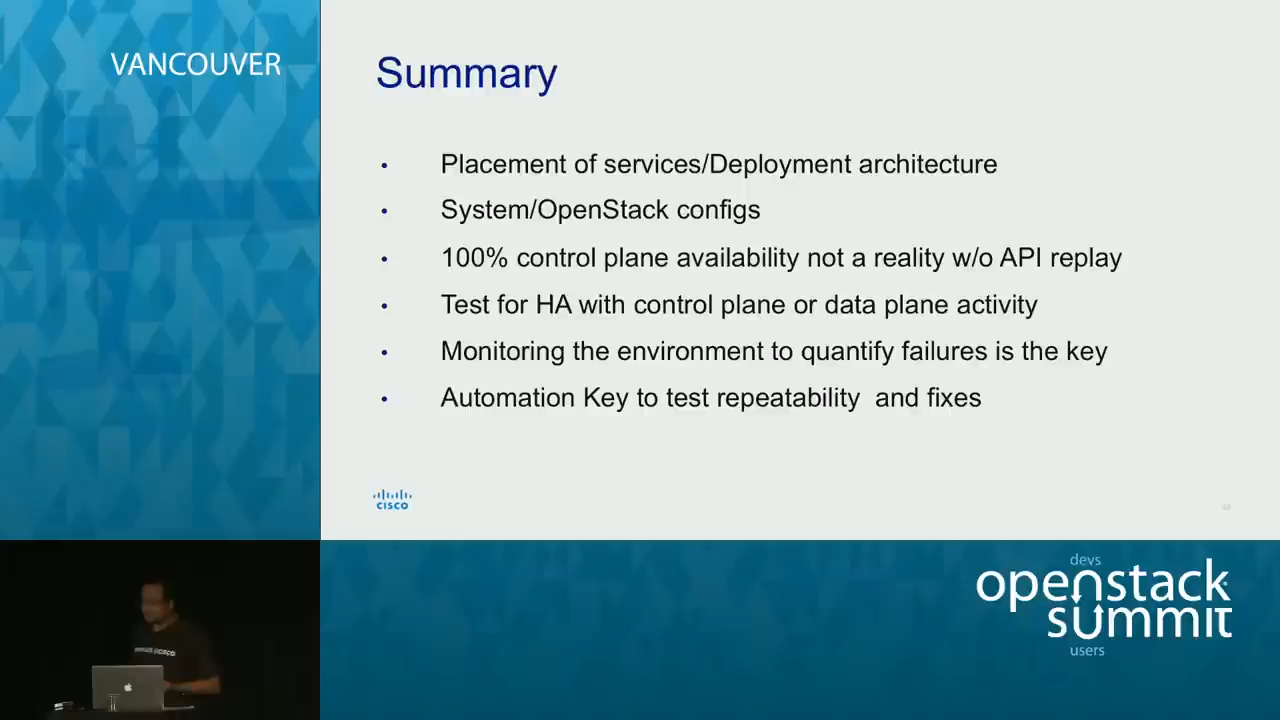 VANCOUVER
Summary
• Placement of services/Deployment architecture
• System/OpenStack configs
• 100% control plane availability not a reality w/o API replay
• Test for HA with control plane or data plane activity
• Monitoring the environment to quantify failures is the key
• Automation Key to test repeatability  and fixes
CISCO
devs
openstack
summit
users